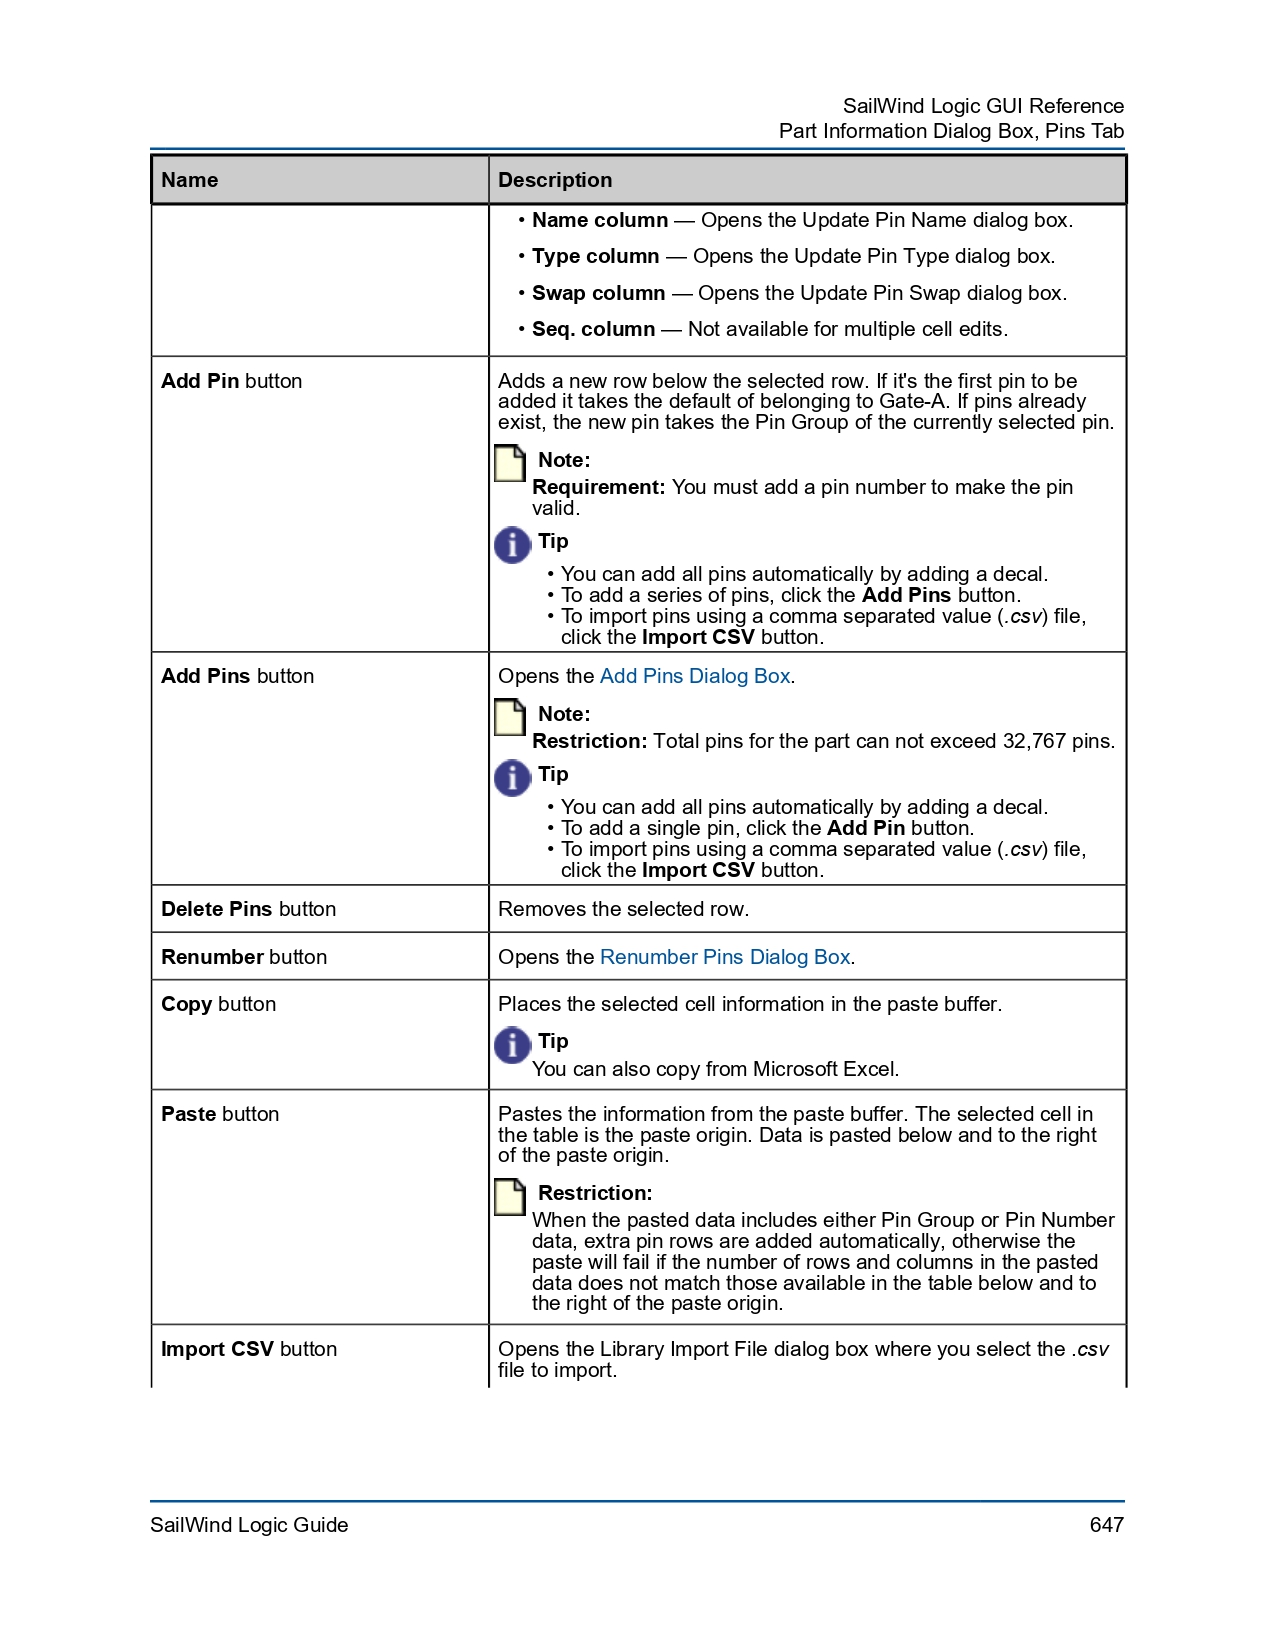 SailWind Logic GUI Reference
Part Information Dialog Box, Pins Tab
Name Description
• Name column — Opens the Update Pin Name dialog box.
• Type column — Opens the Update Pin Type dialog box.
• Swap column — Opens the Update Pin Swap dialog box.
• Seq. column — Not available for multiple cell edits.
Add Pin button
Adds a new row below the selected row. If it's the first pin to be
added it takes the default of belonging to Gate-A. If pins already
exist, the new pin takes the Pin Group of the currently selected pin.
Note:
Requirement: You must add a pin number to make the pin
valid.
Tip
• You can add all pins automatically by adding a decal.
• To add a series of pins, click the Add Pins button.
• To import pins using a comma separated value (.csv) file,
click the Import CSV button.
Add Pins button
Opens the Add Pins Dialog Box.
Note:
Restriction: Total pins for the part can not exceed 32,767 pins.
Tip
• You can add all pins automatically by adding a decal.
• To add a single pin, click the Add Pin button.
• To import pins using a comma separated value (.csv) file,
click the Import CSV button.
Delete Pins button
Removes the selected row.
Renumber button
Opens the Renumber Pins Dialog Box.
Copy button
Places the selected cell information in the paste buffer.
Tip
You can also copy from Microsoft Excel.
Paste button
Pastes the information from the paste buffer. The selected cell in
the table is the paste origin. Data is pasted below and to the right
of the paste origin.
Restriction:
When the pasted data includes either Pin Group or Pin Number
data, extra pin rows are added automatically, otherwise the
paste will fail if the number of rows and columns in the pasted
data does not match those available in the table below and to
the right of the paste origin.
Import CSV button
Opens the Library Import File dialog box where you select the .csv
file to import.
SailWind Logic Guide 647